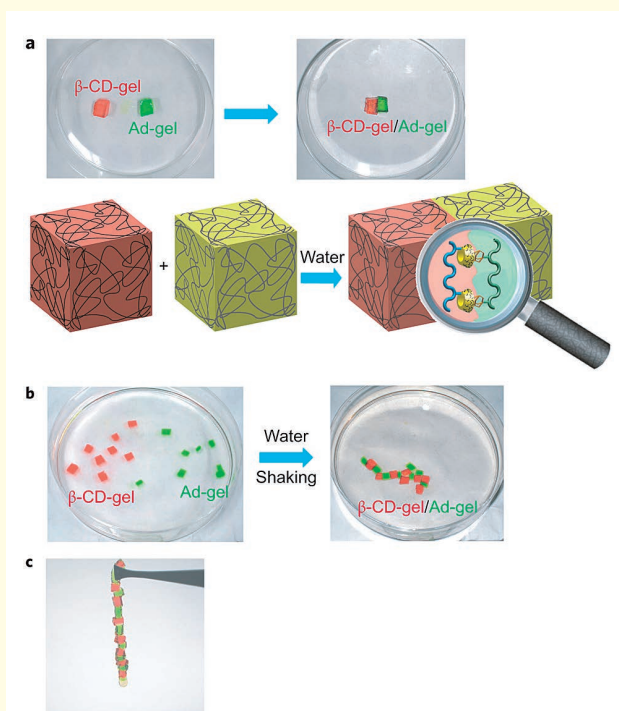 a
β-CD-gel
Ad-gel
β-CD-gel/Ad-gel
+
Water
b
β-CD-gel
Ad-gel
Water
Shaking
β-CD-gel/Ad-gel
c